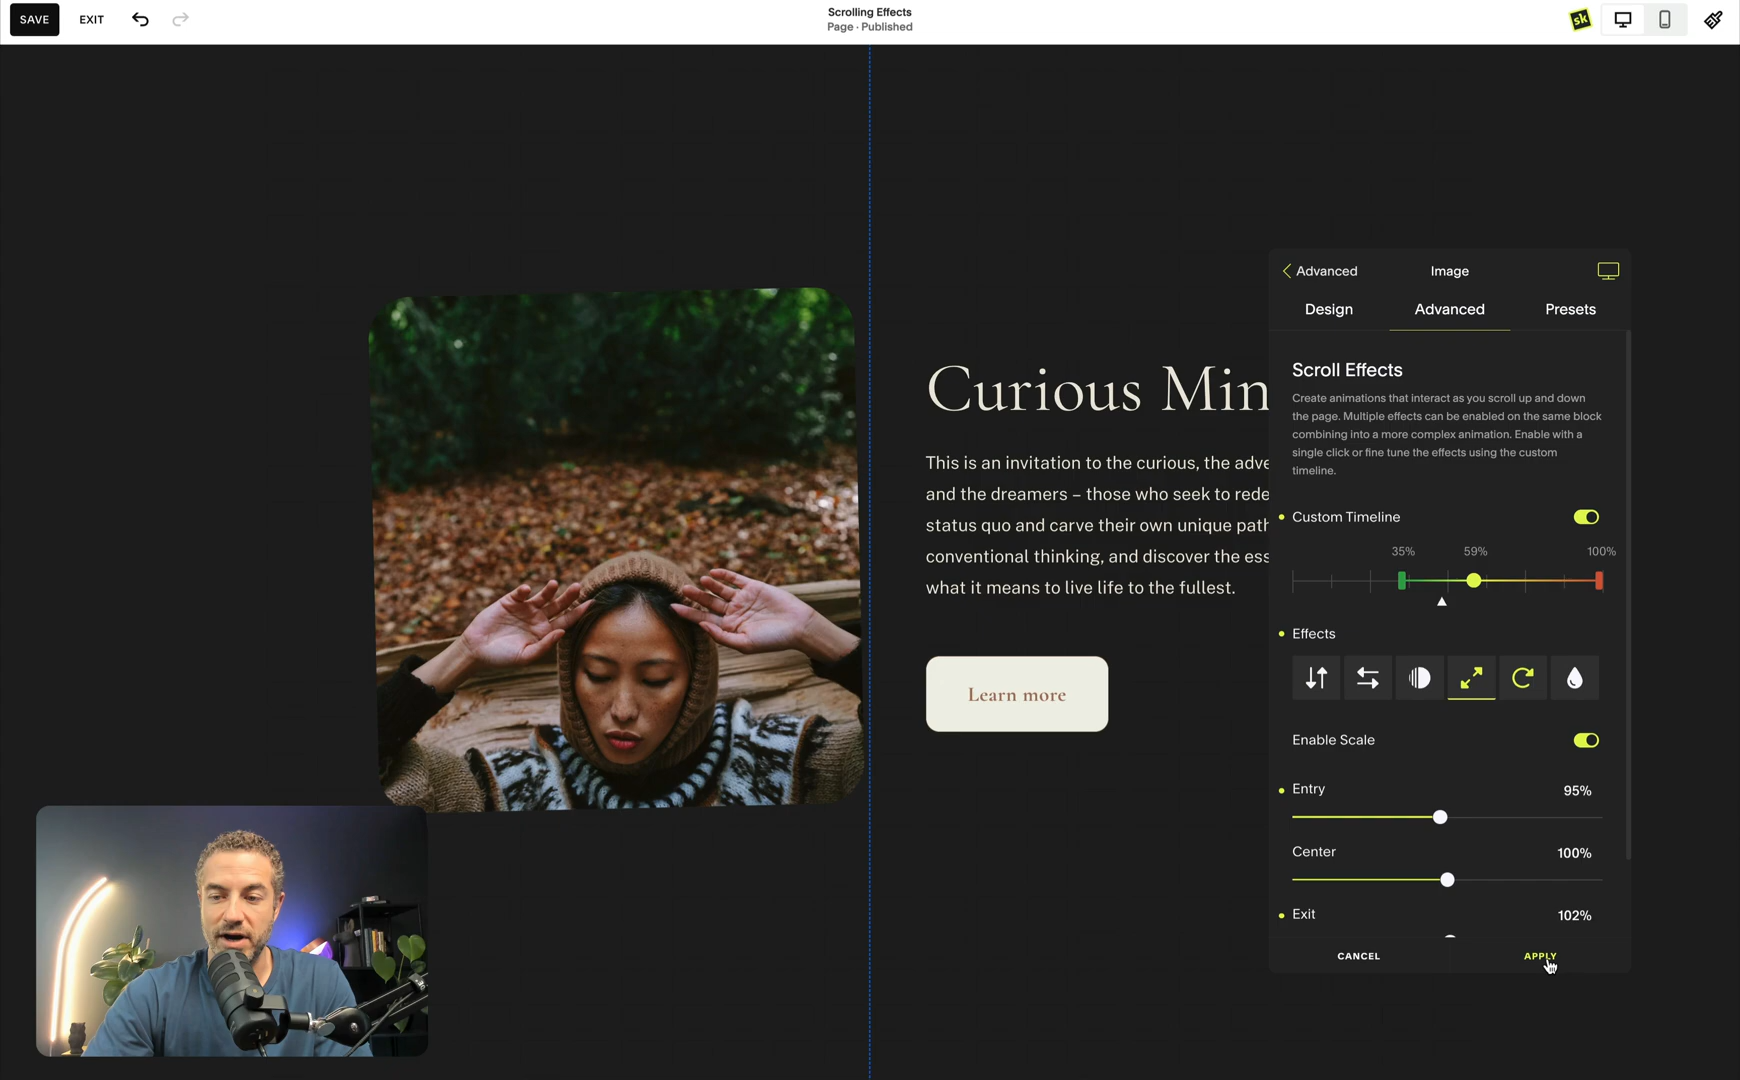 SAVE
EXIT
Scrolling Effects
Page · Published
sk
Curious Min
This is an invitation to the curious, the adve
and the dreamers – those who seek to rede
status quo and carve their own unique path
conventional thinking, and discover the ess
what it means to live life to the fullest.
Learn more
Advanced
Image
Design
Advanced
Presets
Scroll Effects
Create animations that interact as you scroll up and down
the page. Multiple effects can be enabled on the same block
combining into a more complex animation. Enable with a
single click or fine tune the effects using the custom
timeline.
Custom Timeline
35%
59%
100%
Effects
Enable Scale
Entry
95%
Center
100%
Exit
102%
CANCEL
APPLY